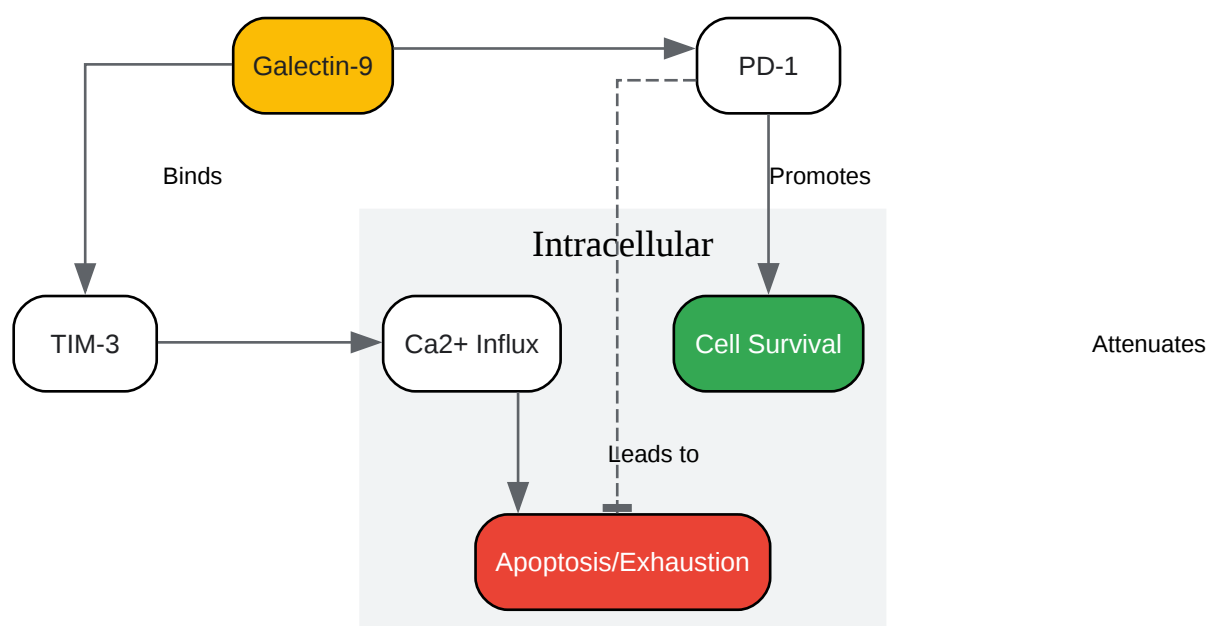 Galectin-9
PD-1
Binds
Promotes
Intracellular
TIM-3
Ca2+ Influx
Cell Survival
Attenuates
Leads to
Apoptosis/Exhaustion